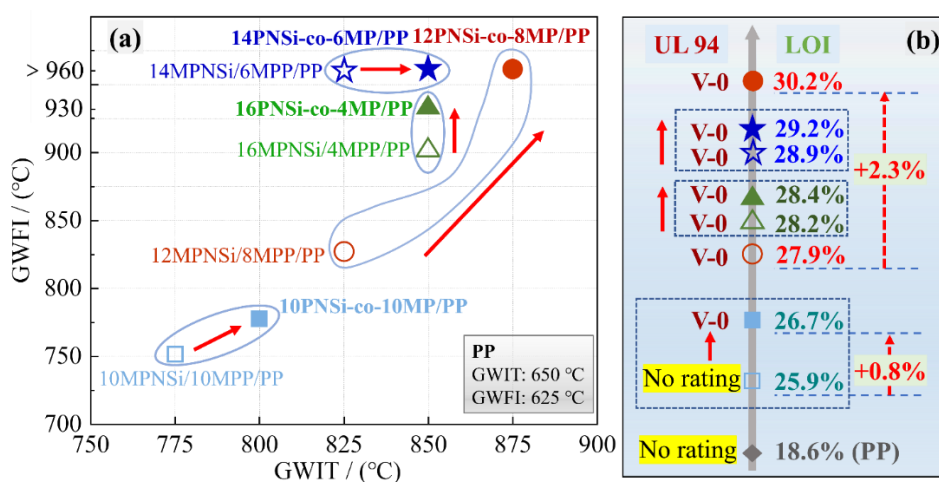 (a)
14PNSi-co-6MP/PP 12PNSi-co-8MP/PP
14MPNSi/6MPP/PP
16PNSi-co-4MP/PP
16MPNSi/4MPP/PP
12MPNSi/8MPP/PP
10PNSi-co-10MP/PP
10MPNSi/10MPP/PP
PP
GWIT: 650 °C
GWFI: 625 °C
GWFI / (°C)
> 960
930
900
850
800
750
700
750 775 800 825 850 875 900
GWIT / (°C)
(b)
UL 94 LOI
V-0 30.2%
V-0 29.2%
V-0 28.9%
+2.3%
V-0 28.4%
V-0 28.2%
V-0 27.9%
V-0 26.7%
+0.8%
No rating 25.9%
No rating 18.6% (PP)